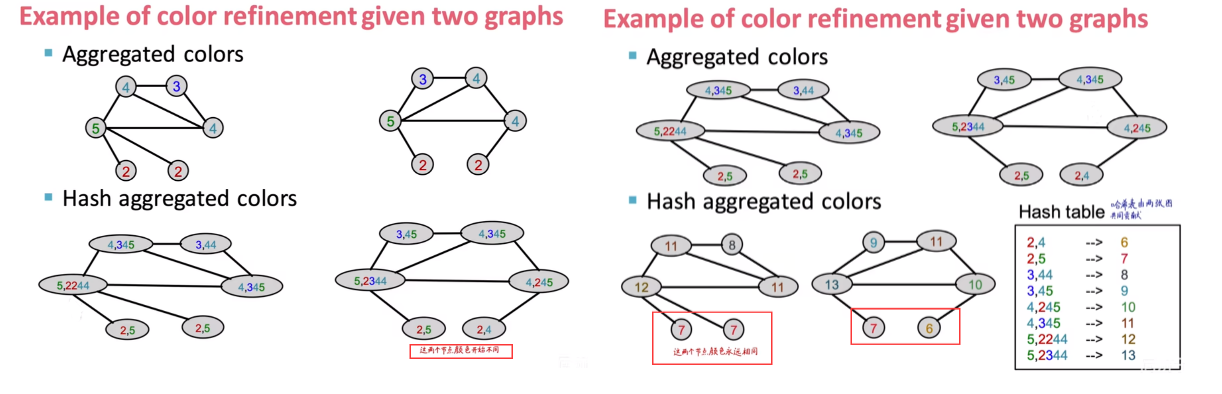 Example of color refinement given two graphs
Aggregated colors
4
3
5
4
2
2
3
4
5
4
2
2
Hash aggregated colors
4,345
3,44
5,2244
4,345
2,5
2,5
3,45
4,345
5,2344
4,245
2,5
2,4
这两个节点颜色开始不同
Example of color refinement given two graphs
Aggregated colors
4,345
3,44
5,2244
4,345
2,5
2,5
3,45
4,345
5,2344
4,245
2,5
2,4
Hash aggregated colors
11
8
12
11
7
7
这两个节点颜色永远相同
9
11
13
10
7
6
Hash table
哈希表由两张图
共同贡献
2,4 --> 6
2,5 --> 7
3,44 --> 8
3,45 --> 9
4,245 --> 10
4,345 --> 11
5,2244 --> 12
5,2344 --> 13